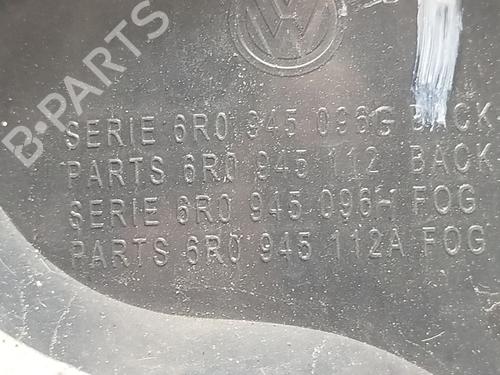 B-PARTS
SERIE 6R0 945 096G BACK
PARTS 6R0 945 112 BACK
SERIE 6R0 945 096H FOG
PARTS 6R0 945 112A FOG